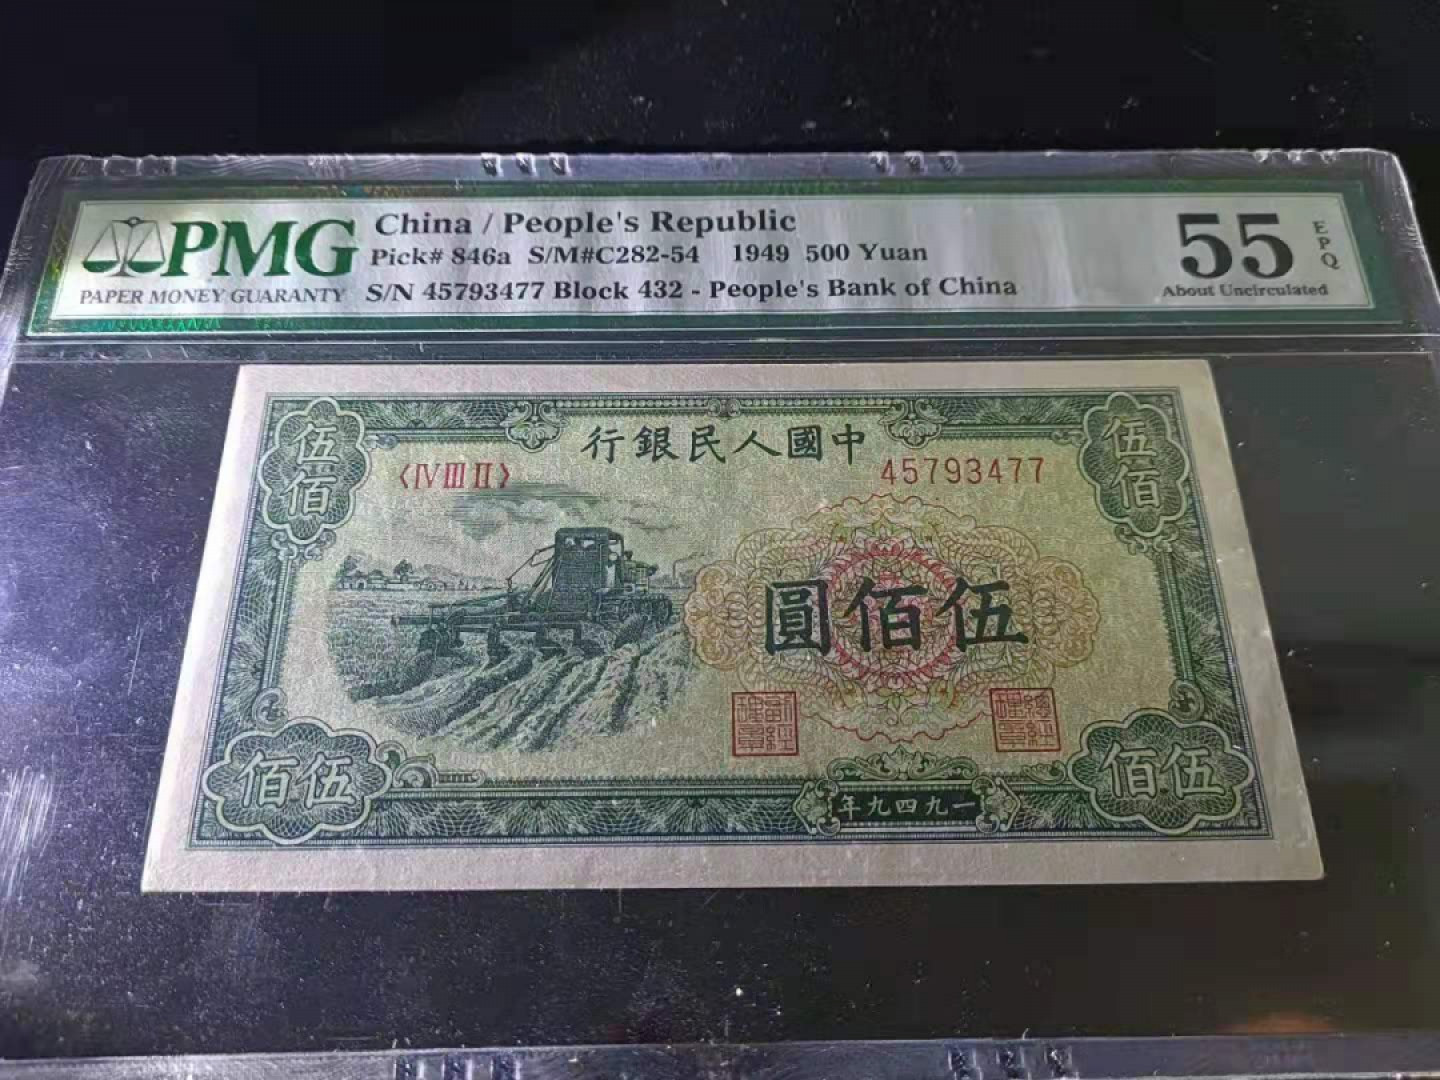 PMG
PAPER MONEY GUARANTY
China / People's Republic
Pick# 846a S/M#C282-54 1949 500 Yuan
S/N 45793477 Block 432 - People's Bank of China
55
EPQ
About Uncirculated
伍佰
行銀民人國中
伍佰
〈IV III II〉
45793477
圓佰伍
佰伍
年九四九一
佰伍